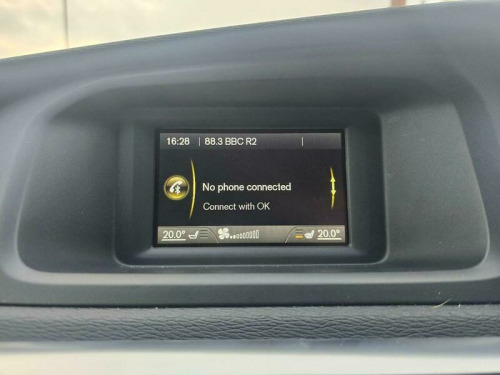 16:28 88.3 BBC R2
No phone connected
Connect with OK
20.0° 20.0°